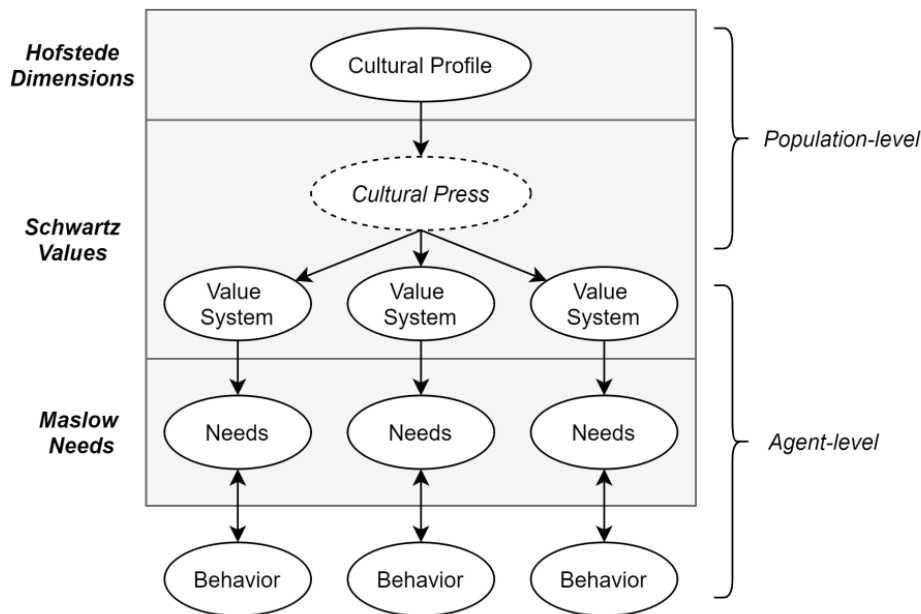 Hofstede
Dimensions
Cultural Profile
Population-level
Cultural Press
Schwartz
Values
Value
System
Value
System
Value
System
Maslow
Needs
Needs
Needs
Needs
Agent-level
Behavior
Behavior
Behavior